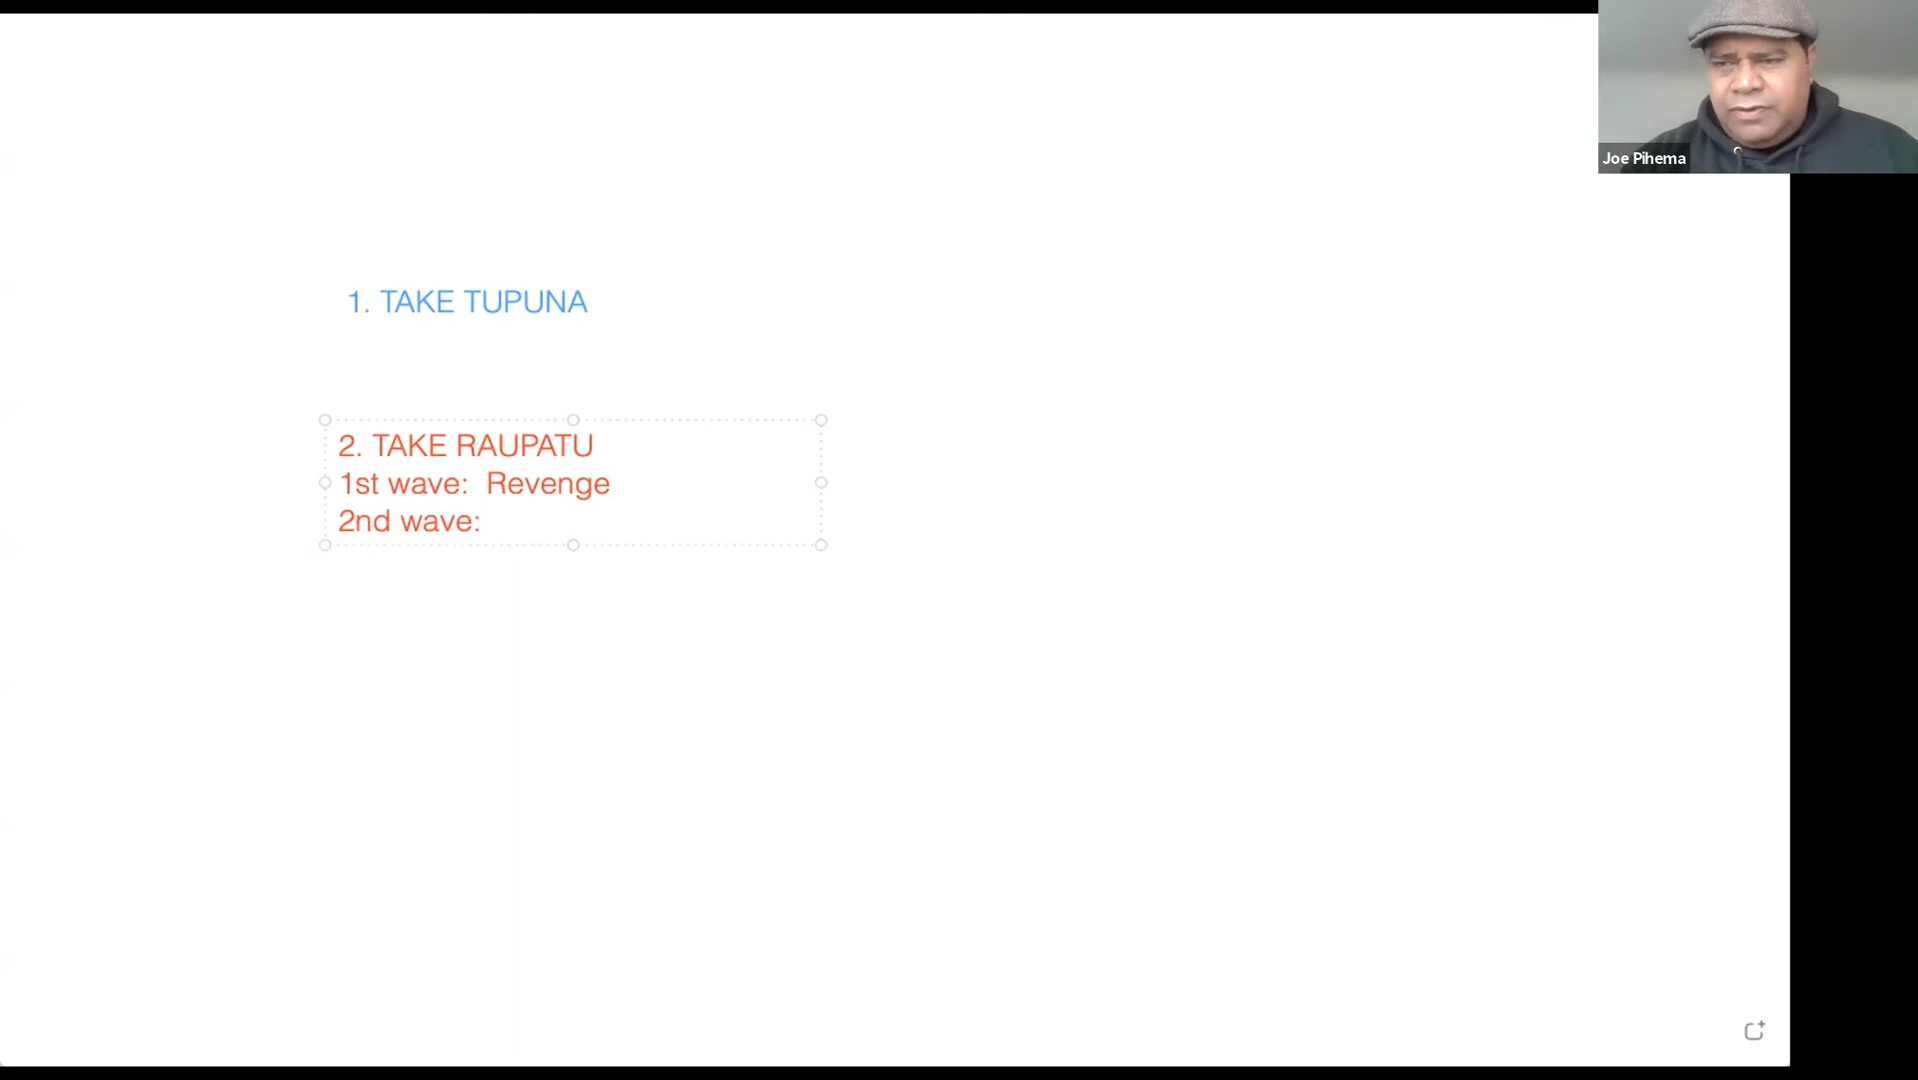 Joe Pihema
1. TAKE TUPUNA
2. TAKE RAUPATU
1st wave:  Revenge
2nd wave: